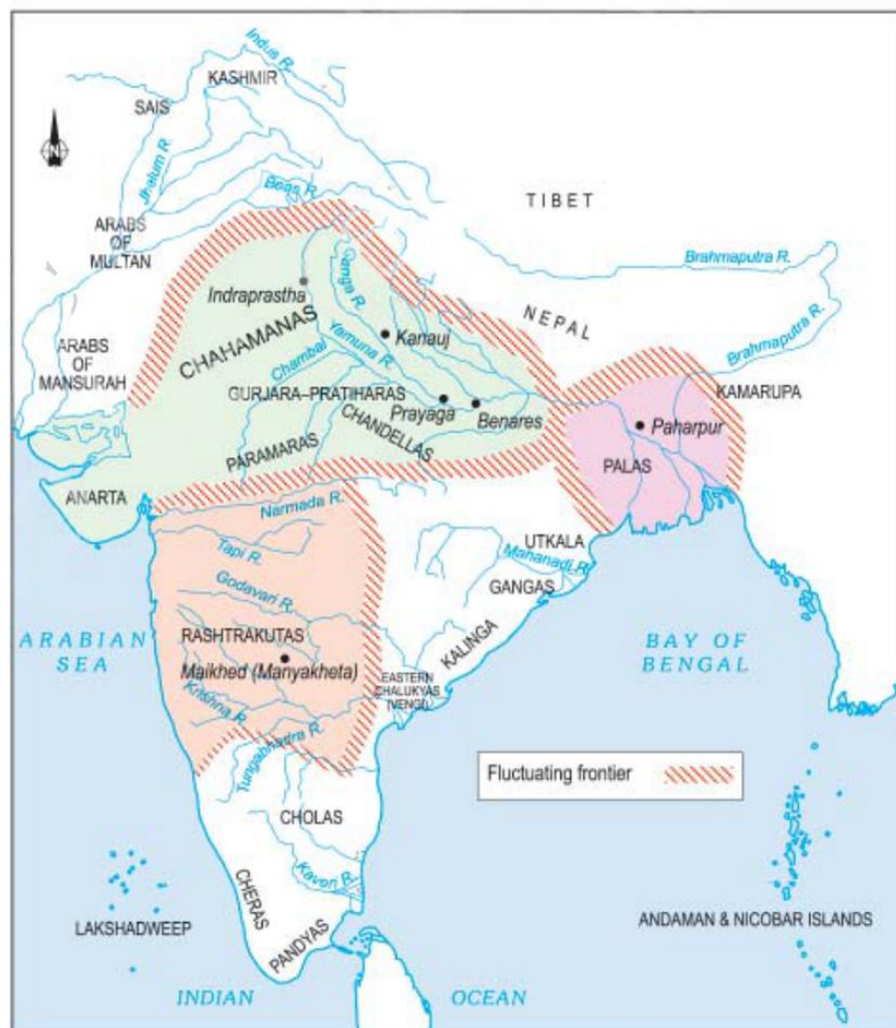 Indus R.
KASHMIR
SAIS
Jhalum R.
Beas R.
TIBET
ARABS
OF
MULTAN
Brahmaputra R.
Indraprastha
Ganga R.
NEPAL
Brahmaputra R.
CHAHAMANAS
Kanauj
ARABS
OF
MANSURAH
Chambal
Yamuna R.
KAMARUPA
GURJARA–PRATIHARAS
Prayaga
Benares
CHANDELLAS
Paharpur
PARAMARAS
PALAS
ANARTA
Narmada R.
Tapi R.
UTKALA
Mahanadi R.
GANGAS
Godavari R.
KALINGA
ARABIAN
SEA
RASHTRAKUTAS
Malkhed (Manyakheta)
BAY OF
BENGAL
EASTERN
CHALUKYAS
(VENGI)
Krishna R.
Tungabhadra R.
Fluctuating frontier
CHOLAS
Kaveri R.
CHERAS
LAKSHADWEEP
PANDYAS
ANDAMAN & NICOBAR ISLANDS
INDIAN OCEAN